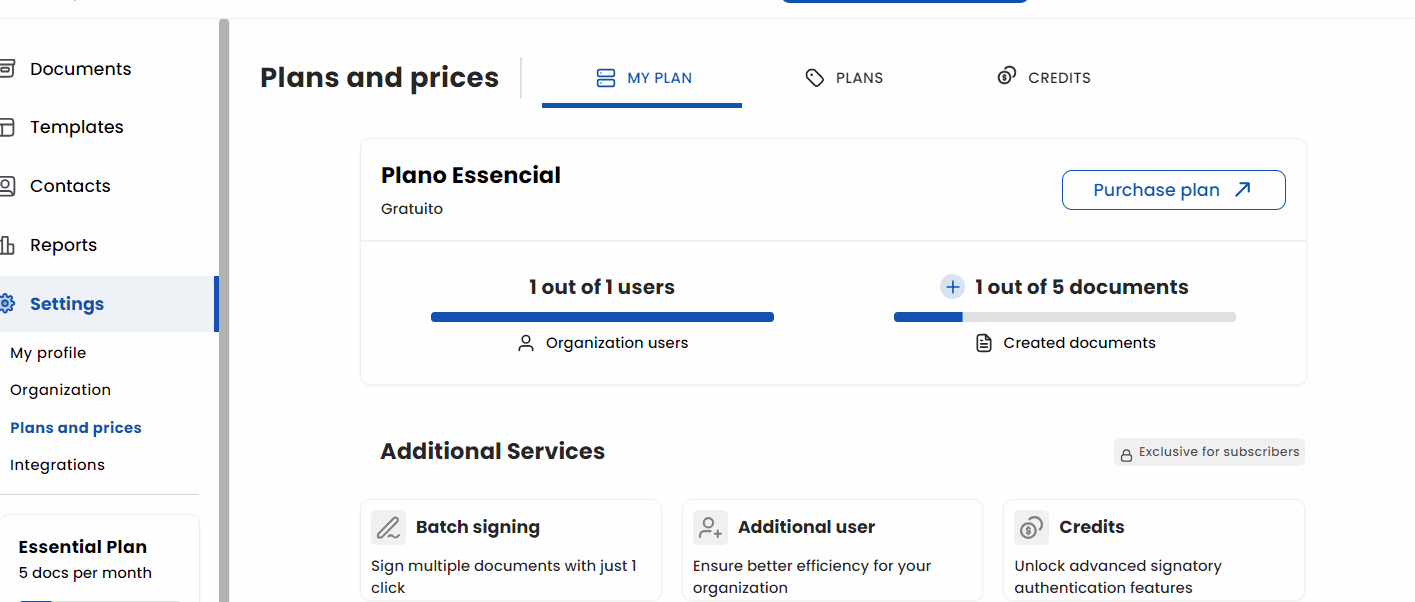 Documents
Templates
Contacts
Reports
Settings
My profile
Organization
Plans and prices
Integrations
Essential Plan
5 docs per month
Plans and prices
MY PLAN
PLANS
CREDITS
Plano Essencial
Gratuito
Purchase plan
1 out of 1 users
Organization users
1 out of 5 documents
Created documents
Additional Services
Exclusive for subscribers
Batch signing
Sign multiple documents with just 1
click
Additional user
Ensure better efficiency for your
organization
Credits
Unlock advanced signatory
authentication features